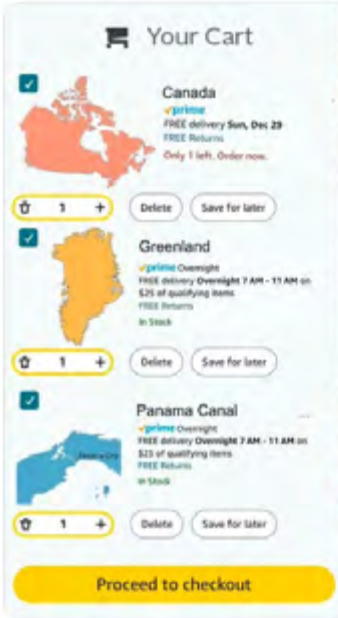 Your Cart
Canada
prime
FREE delivery Sun, Dec 29
FREE Returns
Only 1 left. Order now.
1 +
Delete
Save for later
Greenland
prime Overnight
FREE delivery Overnight 7 AM - 11 AM on
$25 of qualifying items
FREE Returns
In Stock
1 +
Delete
Save for later
Panama Canal
prime Overnight
FREE delivery Overnight 7 AM - 11 AM on
$25 of qualifying items
FREE Returns
In Stock
1 +
Delete
Save for later
Proceed to checkout